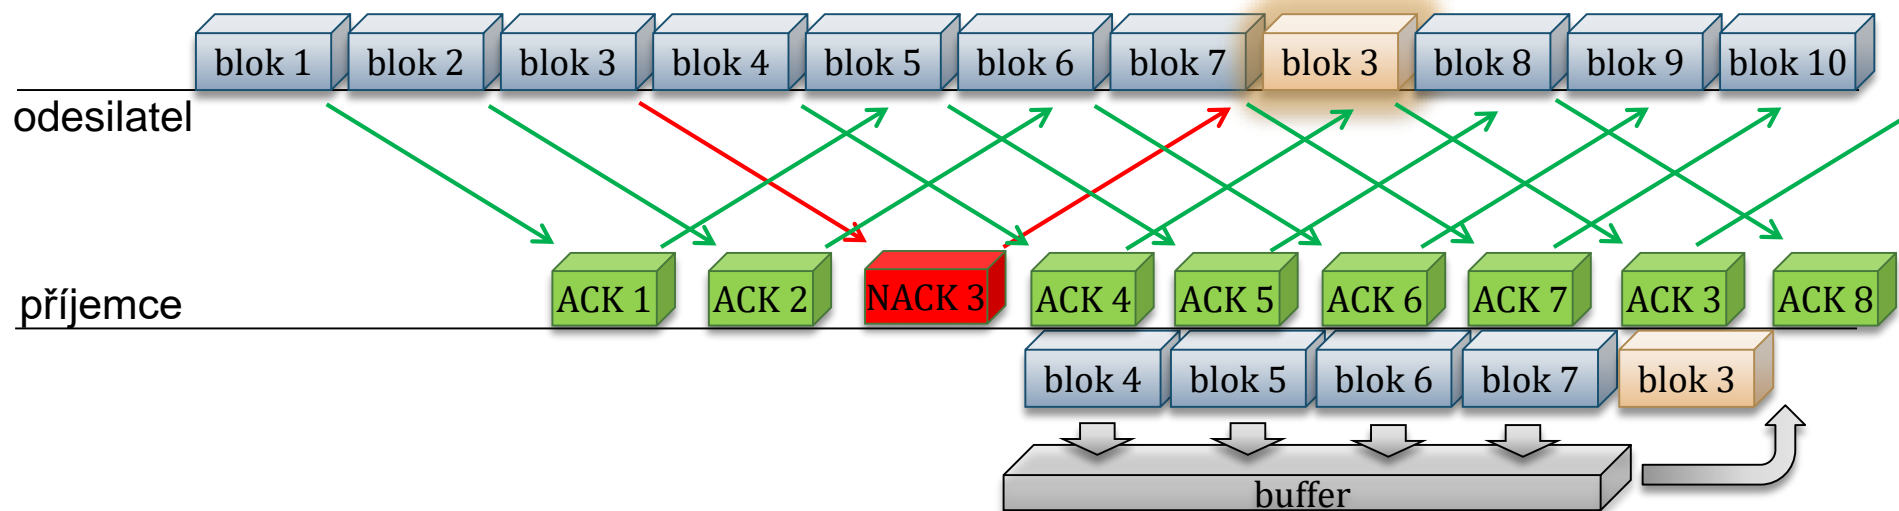 blok 1 blok 2 blok 3 blok 4 blok 5 blok 6 blok 7 blok 3 blok 8 blok 9 blok 10
odesilatel
ACK 1 ACK 2 NACK 3 ACK 4 ACK 5 ACK 6 ACK 7 ACK 3 ACK 8
příjemce
blok 4 blok 5 blok 6 blok 7 blok 3
buffer